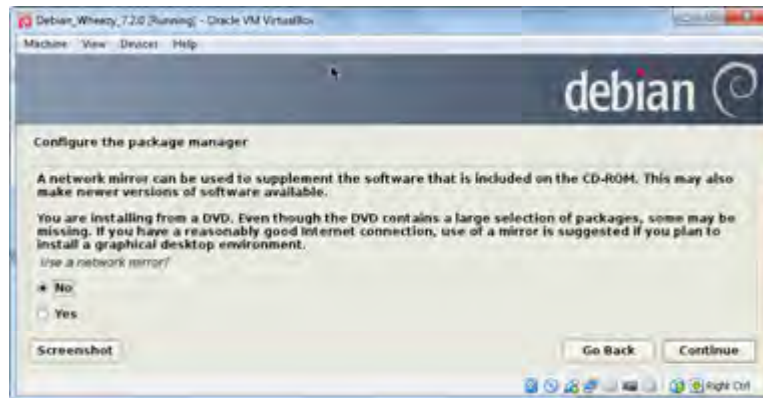 Debian_Wheezy_7.2.0 [Running] - Oracle VM VirtualBox
Machine View Devices Help
debian
Configure the package manager
A network mirror can be used to supplement the software that is included on the CD-ROM. This may also
make newer versions of software available.
You are installing from a DVD. Even though the DVD contains a large selection of packages, some may be
missing. If you have a reasonably good Internet connection, use of a mirror is suggested if you plan to
install a graphical desktop environment.
Use a network mirror?
No
Yes
Screenshot Go Back Continue
Right Ctrl